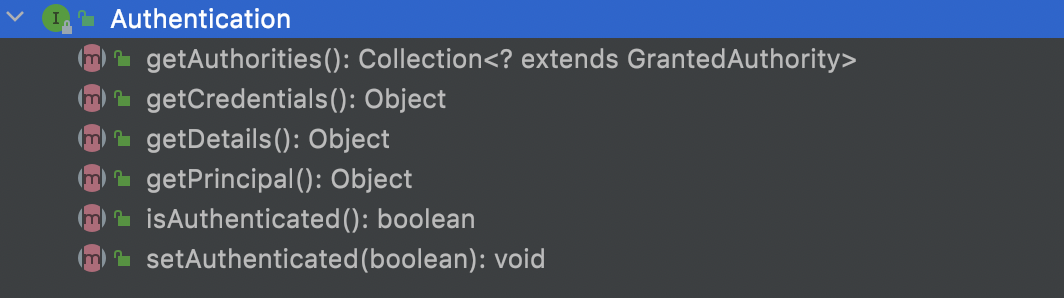 Authentication
getAuthorities(): Collection<? extends GrantedAuthority>
getCredentials(): Object
getDetails(): Object
getPrincipal(): Object
isAuthenticated(): boolean
setAuthenticated(boolean): void